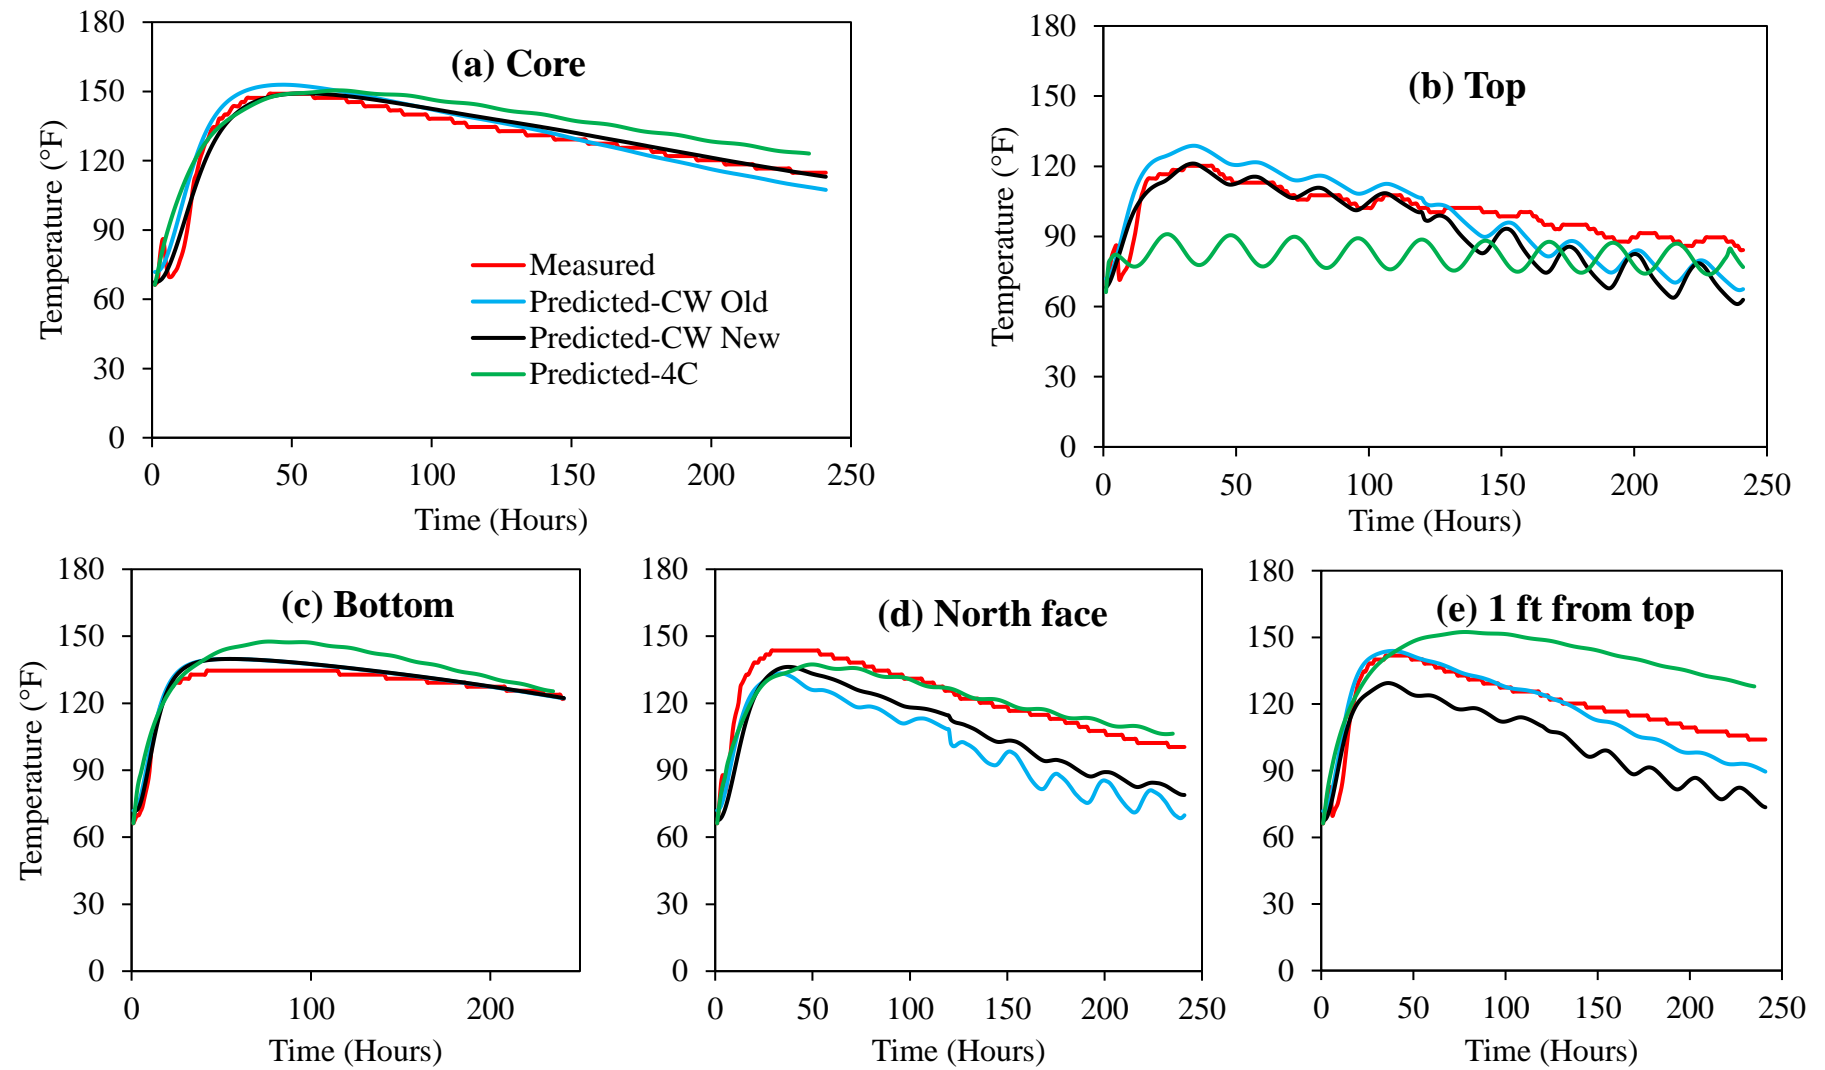 (a) Core
Temperature (°F)
180
150
120
90
60
30
0
Measured
Predicted-CW Old
Predicted-CW New
Predicted-4C
0 50 100 150 200 250
Time (Hours)
(b) Top
Temperature (°F)
180
150
120
90
60
30
0
0 50 100 150 200 250
Time (Hours)
(c) Bottom
Temperature (°F)
180
150
120
90
60
30
0
0 100 200
Time (Hours)
(d) North face
180
150
120
90
60
30
0
0 50 100 150 200 250
Time (Hours)
(e) 1 ft from top
180
150
120
90
60
30
0
0 50 100 150 200 250
Time (Hours)